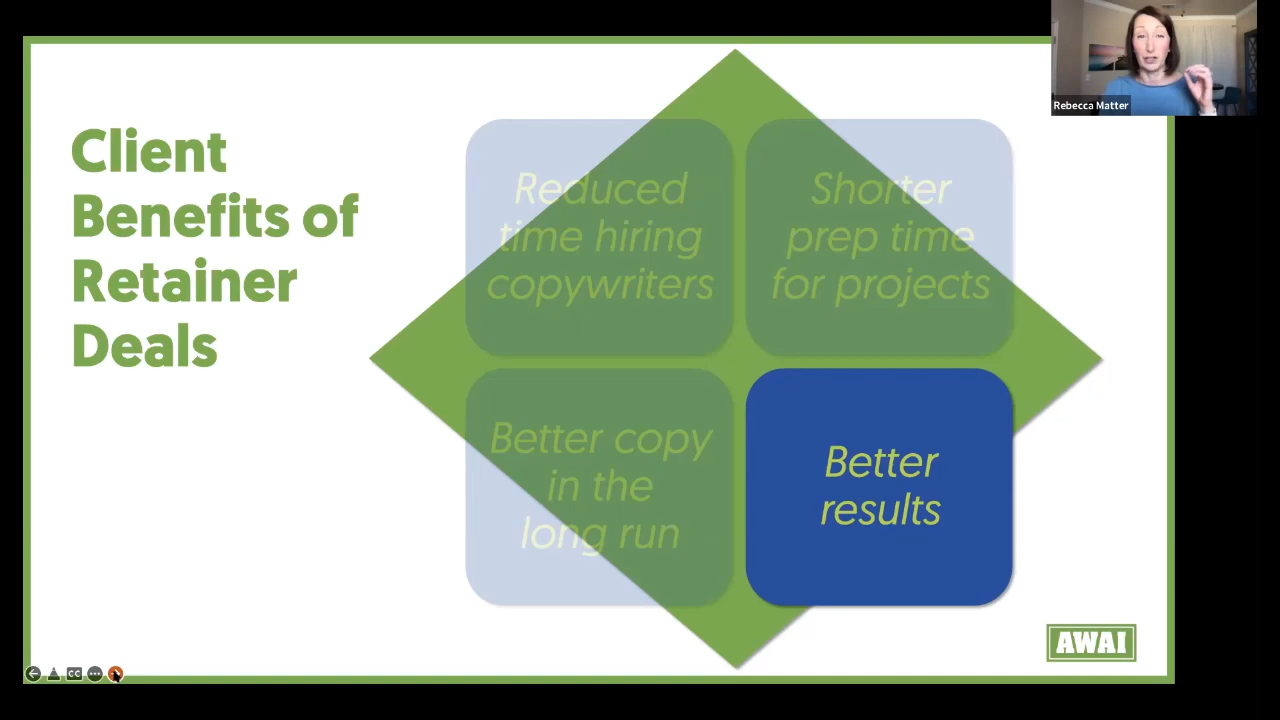 Rebecca Matter
Client
Benefits of
Retainer
Deals
Reduced
time hiring
copywriters
Shorter
prep time
for projects
Better copy
in the
long run
Better
results
AWAI
CC